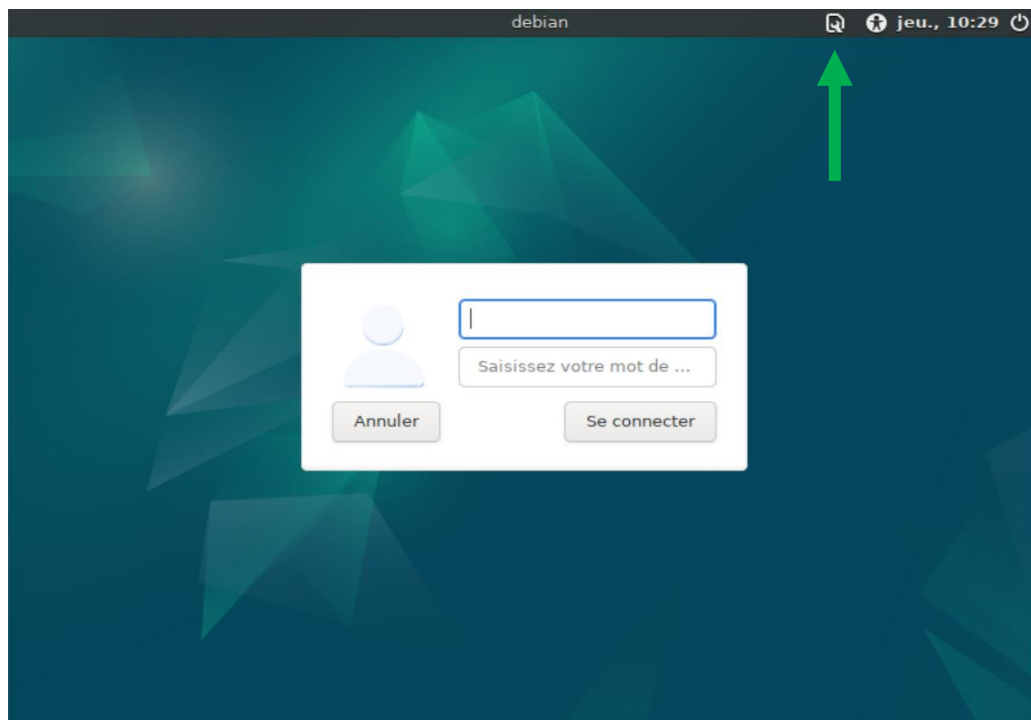 debian
jeu., 10:29
Saisissez votre mot de ...
Annuler
Se connecter